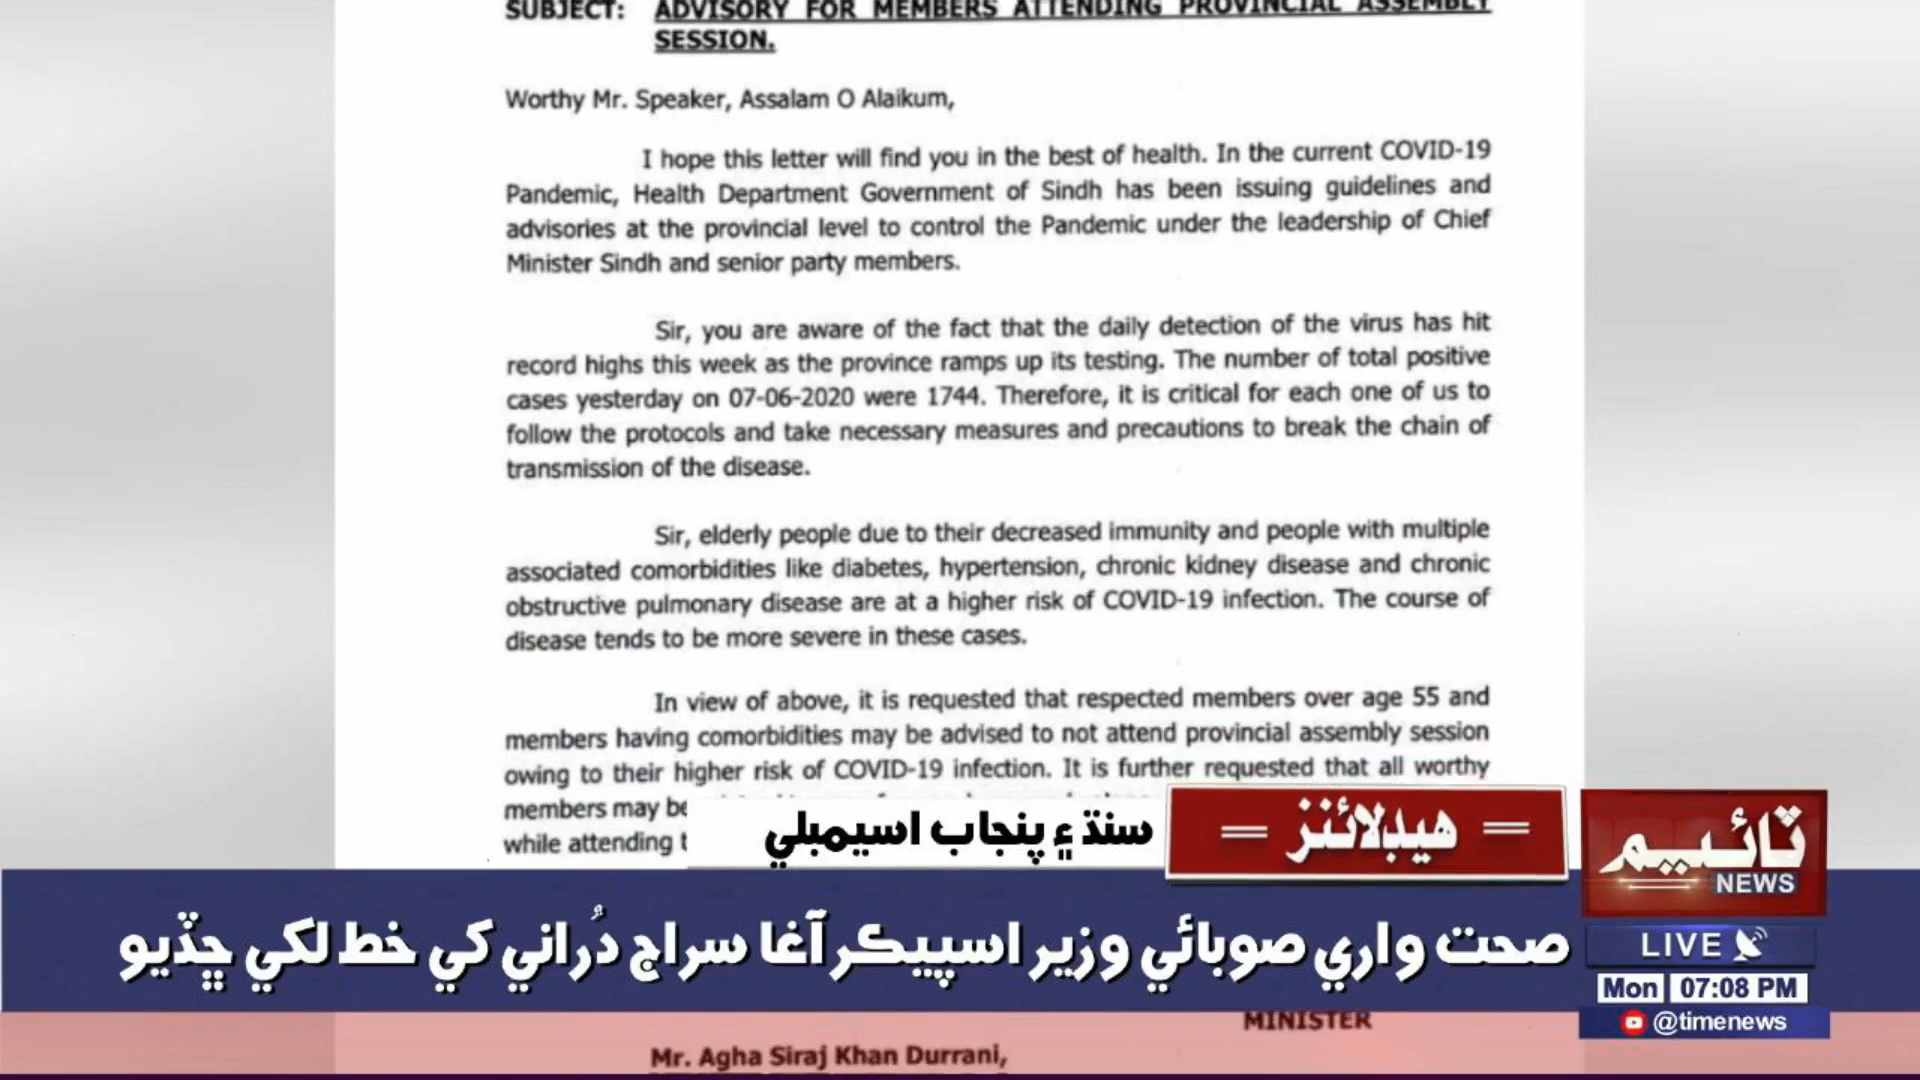 SUBJECT: ADVISORY FOR MEMBERS ATTENDING PROVINCIAL ASSEMBLY
SESSION.
Worthy Mr. Speaker, Assalam O Alaikum,
I hope this letter will find you in the best of health. In the current COVID-19
Pandemic, Health Department Government of Sindh has been issuing guidelines and
advisories at the provincial level to control the Pandemic under the leadership of Chief
Minister Sindh and senior party members.
Sir, you are aware of the fact that the daily detection of the virus has hit
record highs this week as the province ramps up its testing. The number of total positive
cases yesterday on 07-06-2020 were 1744. Therefore, it is critical for each one of us to
follow the protocols and take necessary measures and precautions to break the chain of
transmission of the disease.
Sir, elderly people due to their decreased immunity and people with multiple
associated comorbidities like diabetes, hypertension, chronic kidney disease and chronic
obstructive pulmonary disease are at a higher risk of COVID-19 infection. The course of
disease tends to be more severe in these cases.
In view of above, it is requested that respected members over age 55 and
members having comorbidities may be advised to not attend provincial assembly session
owing to their higher risk of COVID-19 infection. It is further requested that all worthy
members may be
while attending
هيڊلائنز
سنڌ ۽ پنجاب اسيمبلي
ٽائيم
NEWS
صحت واري صوبائي وزير اسپيڪر آغا سراج دُراني کي خط لکي ڇڏيو
LIVE
Mon 07:08 PM
@timenews
MINISTER
Mr. Agha Siraj Khan Durrani,